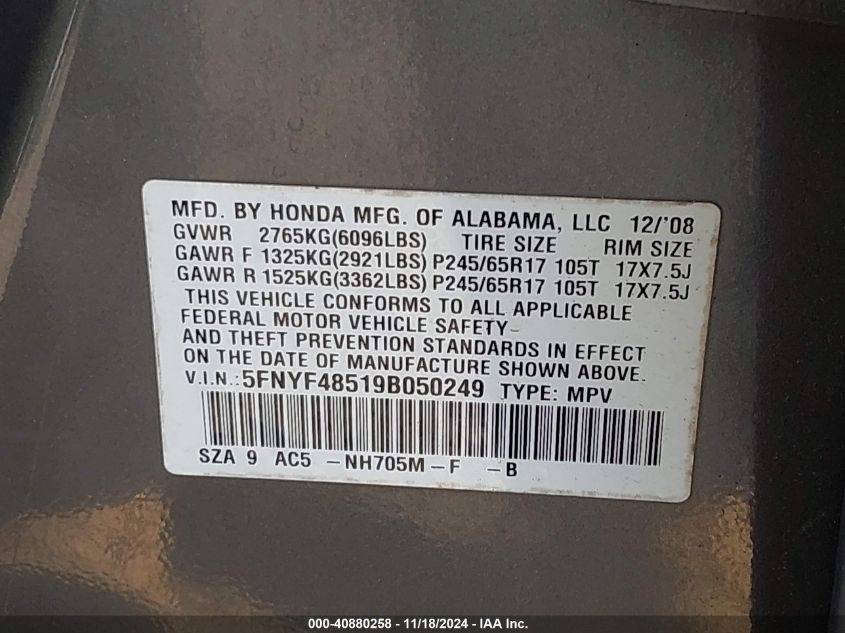 MFD. BY HONDA MFG. OF ALABAMA, LLC 12/'08
GVWR 2765KG(6096LBS) TIRE SIZE RIM SIZE
GAWR F 1325KG(2921LBS) P245/65R17 105T 17X7.5J
GAWR R 1525KG(3362LBS) P245/65R17 105T 17X7.5J
THIS VEHICLE CONFORMS TO ALL APPLICABLE
FEDERAL MOTOR VEHICLE SAFETY
AND THEFT PREVENTION STANDARDS IN EFFECT
ON THE DATE OF MANUFACTURE SHOWN ABOVE.
V.I.N.: 5FNYF48519B050249 TYPE: MPV
SZA 9 AC5 -NH705M-F -B
000-40880258 - 11/18/2024 - IAA Inc.